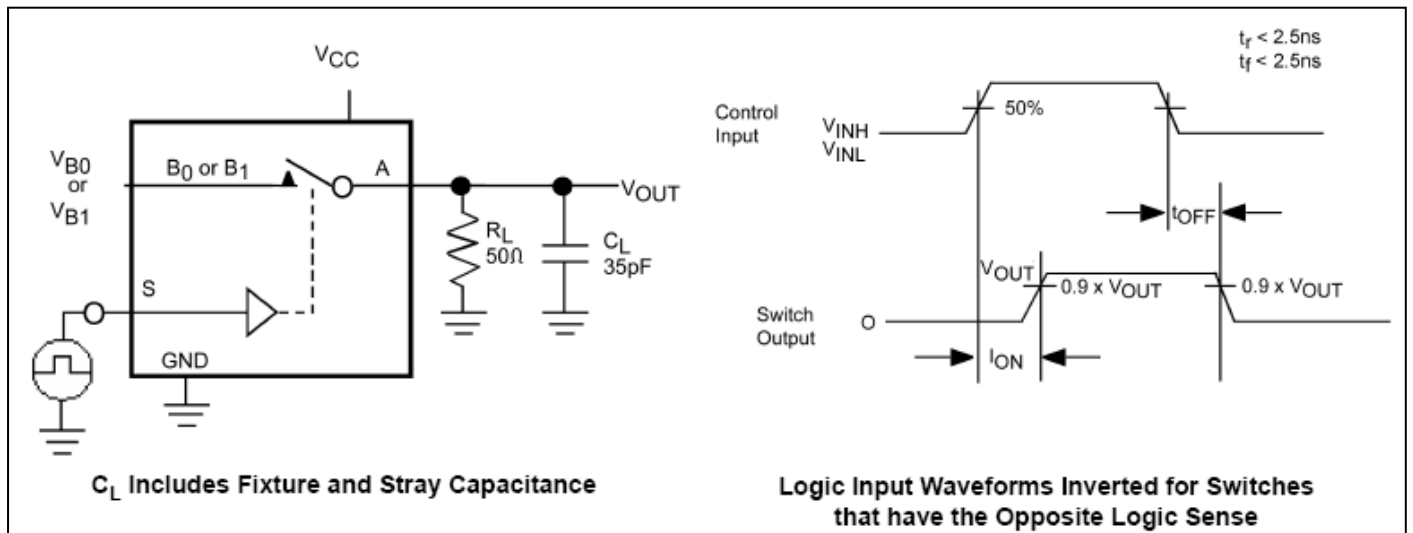 VCC
VB0
or
VB1
B0 or B1
A
VOUT
RL
50Ω
CL
35pF
S
GND
CL Includes Fixture and Stray Capacitance
tr < 2.5ns
tf < 2.5ns
Control
Input
VINH
VINL
50%
tOFF
VOUT
0.9 x VOUT
0.9 x VOUT
Switch
Output
O
ION
Logic Input Waveforms Inverted for Switches
that have the Opposite Logic Sense